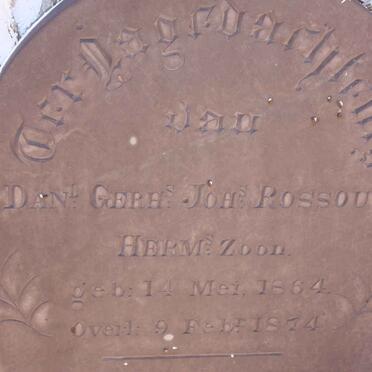 Ter Nagedachtenis
van
DANL GERHS JOHS ROSSOU
HERMS ZOON.
geb: 14 Mei, 1864.
Overl: 9 Febr 1874